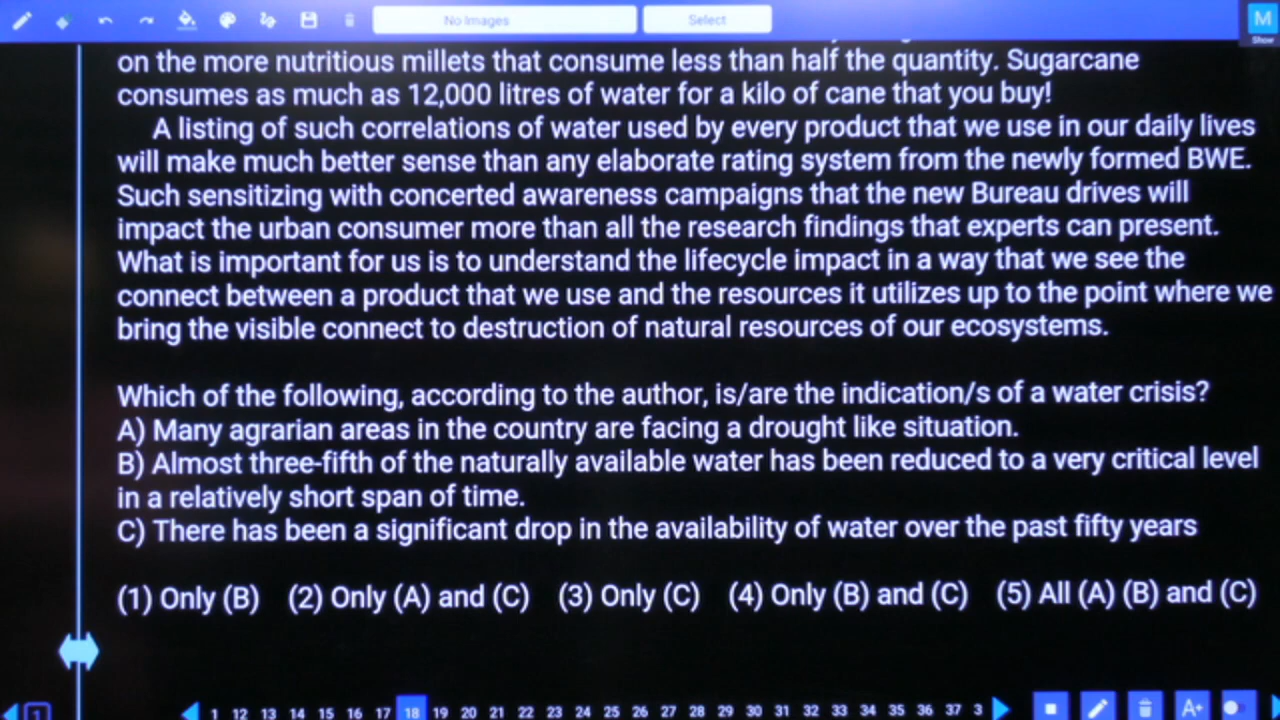 No Images Select
M
Show
on the more nutritious millets that consume less than half the quantity. Sugarcane
consumes as much as 12,000 litres of water for a kilo of cane that you buy!
A listing of such correlations of water used by every product that we use in our daily lives
will make much better sense than any elaborate rating system from the newly formed BWE.
Such sensitizing with concerted awareness campaigns that the new Bureau drives will
impact the urban consumer more than all the research findings that experts can present.
What is important for us is to understand the lifecycle impact in a way that we see the
connect between a product that we use and the resources it utilizes up to the point where we
bring the visible connect to destruction of natural resources of our ecosystems.
Which of the following, according to the author, is/are the indication/s of a water crisis?
A) Many agrarian areas in the country are facing a drought like situation.
B) Almost three-fifth of the naturally available water has been reduced to a very critical level
in a relatively short span of time.
C) There has been a significant drop in the availability of water over the past fifty years
(1) Only (B) (2) Only (A) and (C) (3) Only (C) (4) Only (B) and (C) (5) All (A) (B) and (C)
1 1 12 13 14 15 16 17 18 19 20 21 22 23 24 25 26 27 28 29 30 31 32 33 34 35 36 37 3 A+